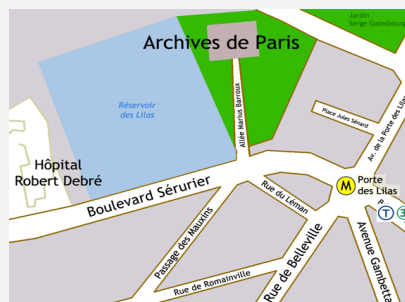 Jardin
Serge Gainsbourg
Archives de Paris
Réservoir
des Lilas
Allée Marius Barroux
Place Jules Sénard
Av. de la Porte des Lilas
Hôpital
Robert Debré
Boulevard Sérurier
M
Porte
des Lilas
Rue du Léman
Passage des Mauxins
T
3
Rue de Belleville
Avenue Gambetta
Rue de Romainville